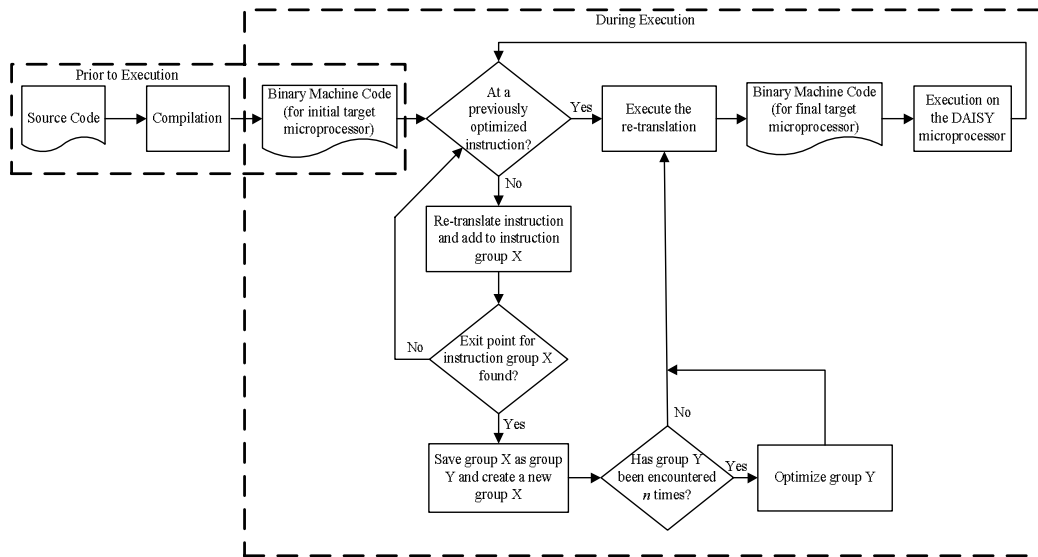 During Execution
Prior to Execution
Source Code
Compilation
Binary Machine Code
(for initial target
microprocessor)
At a
previously
optimized
instruction?
Yes
Execute the
re-translation
Binary Machine Code
(for final target
microprocessor)
Execution on
the DAISY
microprocessor
No
Re-translate instruction
and add to instruction
group X
No
Exit point for
instruction group X
found?
Yes
Save group X as group
Y and create a new
group X
No
Has group Y
been encountered
n times?
Yes
Optimize group Y